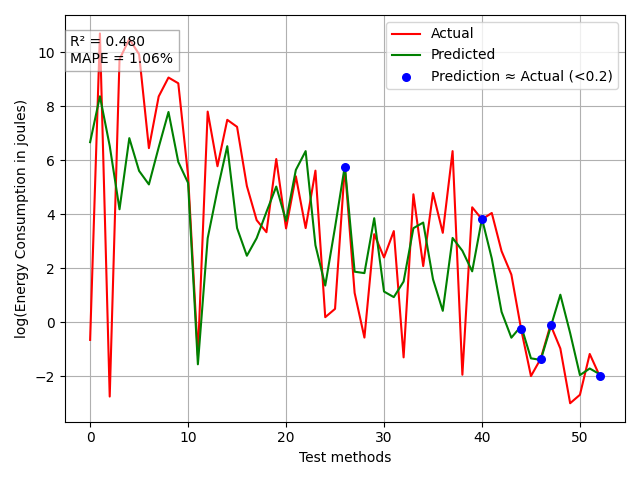 R² = 0.480
MAPE = 1.06%
Actual
Predicted
Prediction ≈ Actual (<0.2)
log(Energy Consumption in joules)
10
8
6
4
2
0
−2
0
10
20
30
40
50
Test methods